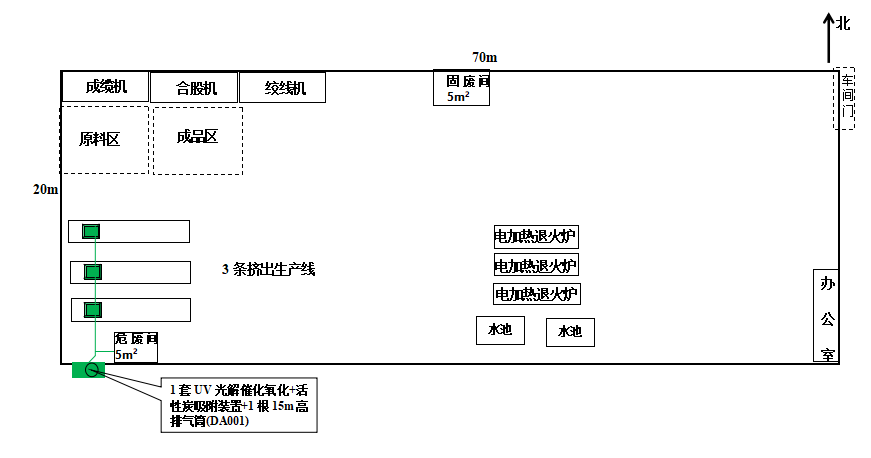 北
70m
成缆机
合股机
绞线机
固废间
5m²
车
间
门
原料区
成品区
20m
电加热退火炉
3条挤出生产线
电加热退火炉
电加热退火炉
办
公
室
水池
水池
危废间
5m²
1套UV光解催化氧化+活
性炭吸附装置+1根15m高
排气筒(DA001)